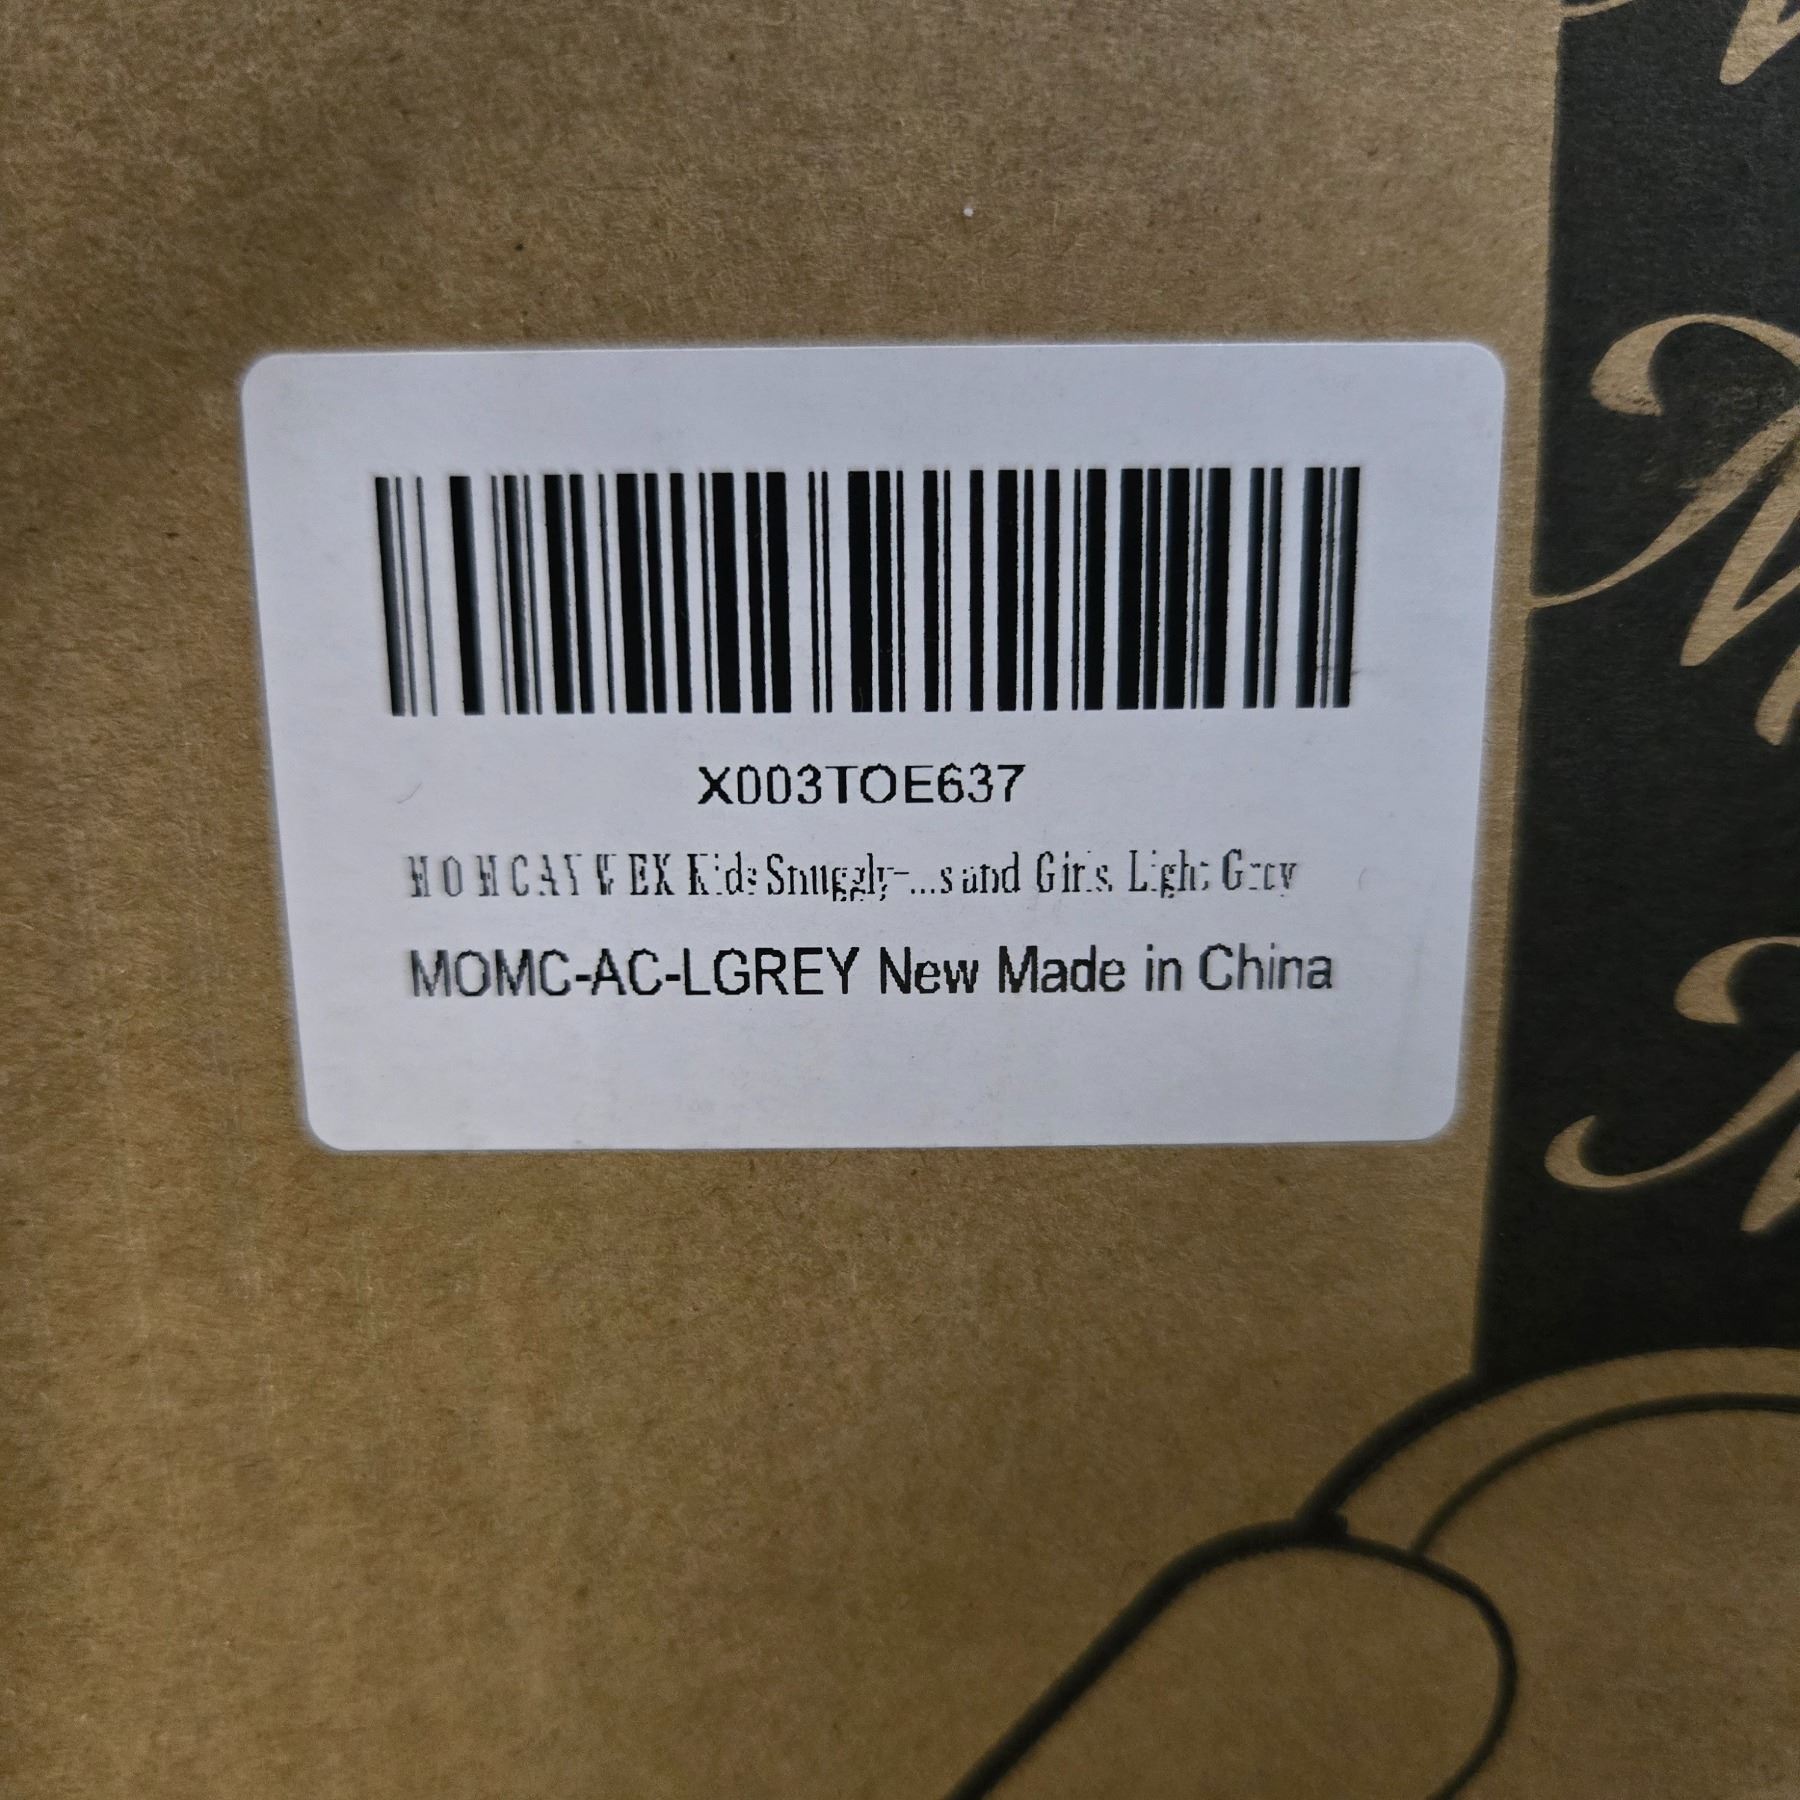 X003TOE637
MOMCAYWEX Kids Snuggly-...s and Girls, Light Grey
MOMC-AC-LGREY New Made in China